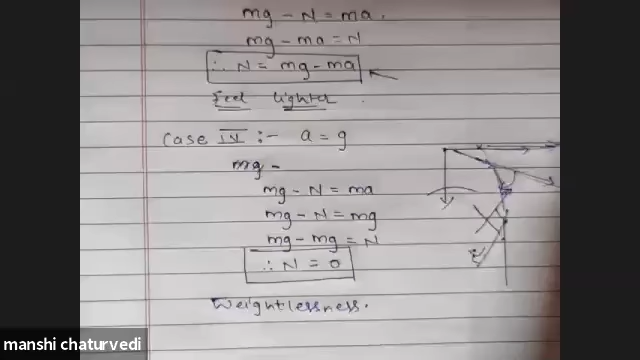 mg - N = ma.
mg - ma = N
∴ N = mg - ma
Feel lighter.
Case IV :- a = g
mg -
mg - N = ma
mg - N = mg
mg - mg = N
∴ N = 0
Weightlessness.
manshi chaturvedi